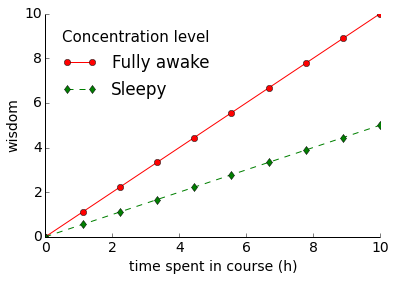 10
8
6
4
2
0
wisdom
Concentration level
Fully awake
Sleepy
0 2 4 6 8 10
time spent in course (h)